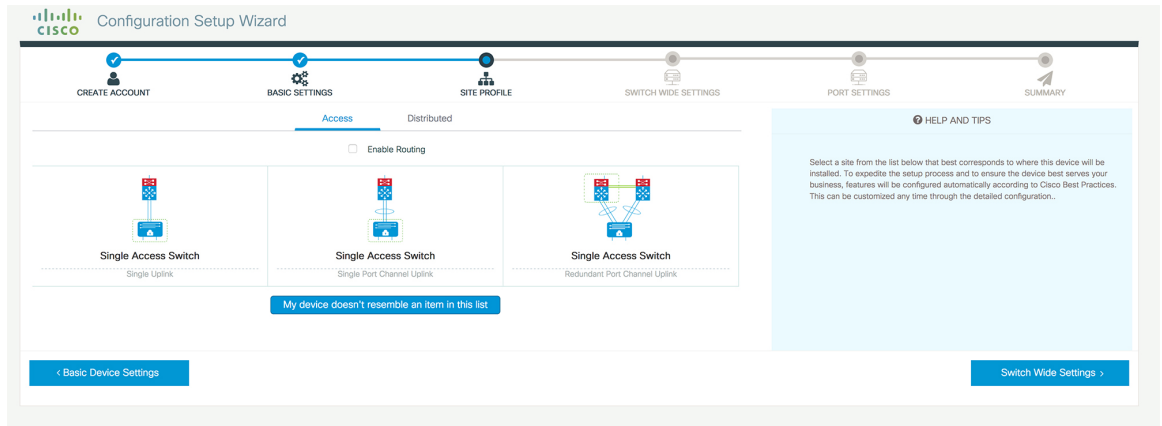 CISCO
Configuration Setup Wizard
CREATE ACCOUNT
BASIC SETTINGS
SITE PROFILE
SWITCH WIDE SETTINGS
PORT SETTINGS
SUMMARY
Access
Distributed
Enable Routing
Single Access Switch
Single Uplink
Single Access Switch
Single Port Channel Uplink
Single Access Switch
Redundant Port Channel Uplink
My device doesn't resemble an item in this list
HELP AND TIPS
Select a site from the list below that best corresponds to where this device will be
installed. To expedite the setup process and to ensure the device best serves your
business, features will be configured automatically according to Cisco Best Practices.
This can be customized any time through the detailed configuration..
< Basic Device Settings
Switch Wide Settings >